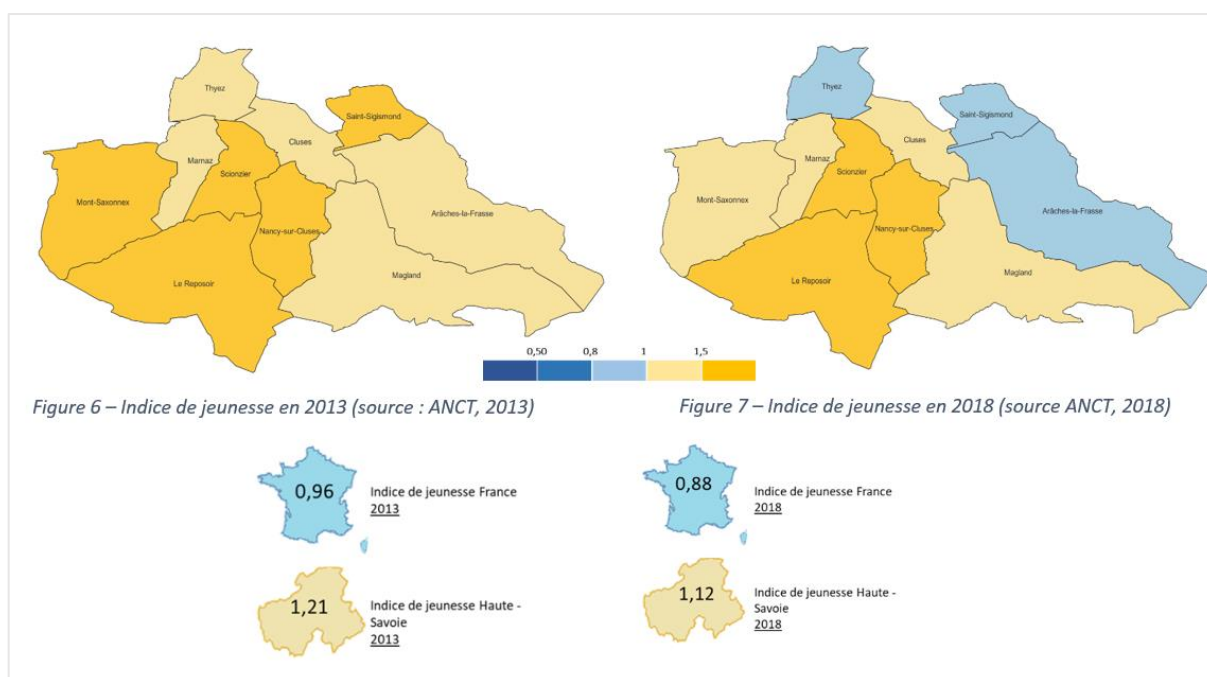 Thyez
Saint-Sigismond
Cluses
Marnaz
Scionzier
Mont-Saxonnex
Arâches-la-Frasse
Nancy-sur-Cluses
Magland
Le Reposoir
Thyez
Saint-Sigismond
Cluses
Marnaz
Scionzier
Mont-Saxonnex
Arâches-la-Frasse
Nancy-sur-Cluses
Magland
Le Reposoir
0,50 0,8 1 1,5
Figure 6 – Indice de jeunesse en 2013 (source : ANCT, 2013)
Figure 7 – Indice de jeunesse en 2018 (source ANCT, 2018)
0,96
Indice de jeunesse France
2013
0,88
Indice de jeunesse France
2018
1,21
Indice de jeunesse Haute -
Savoie
2013
1,12
Indice de jeunesse Haute -
Savoie
2018